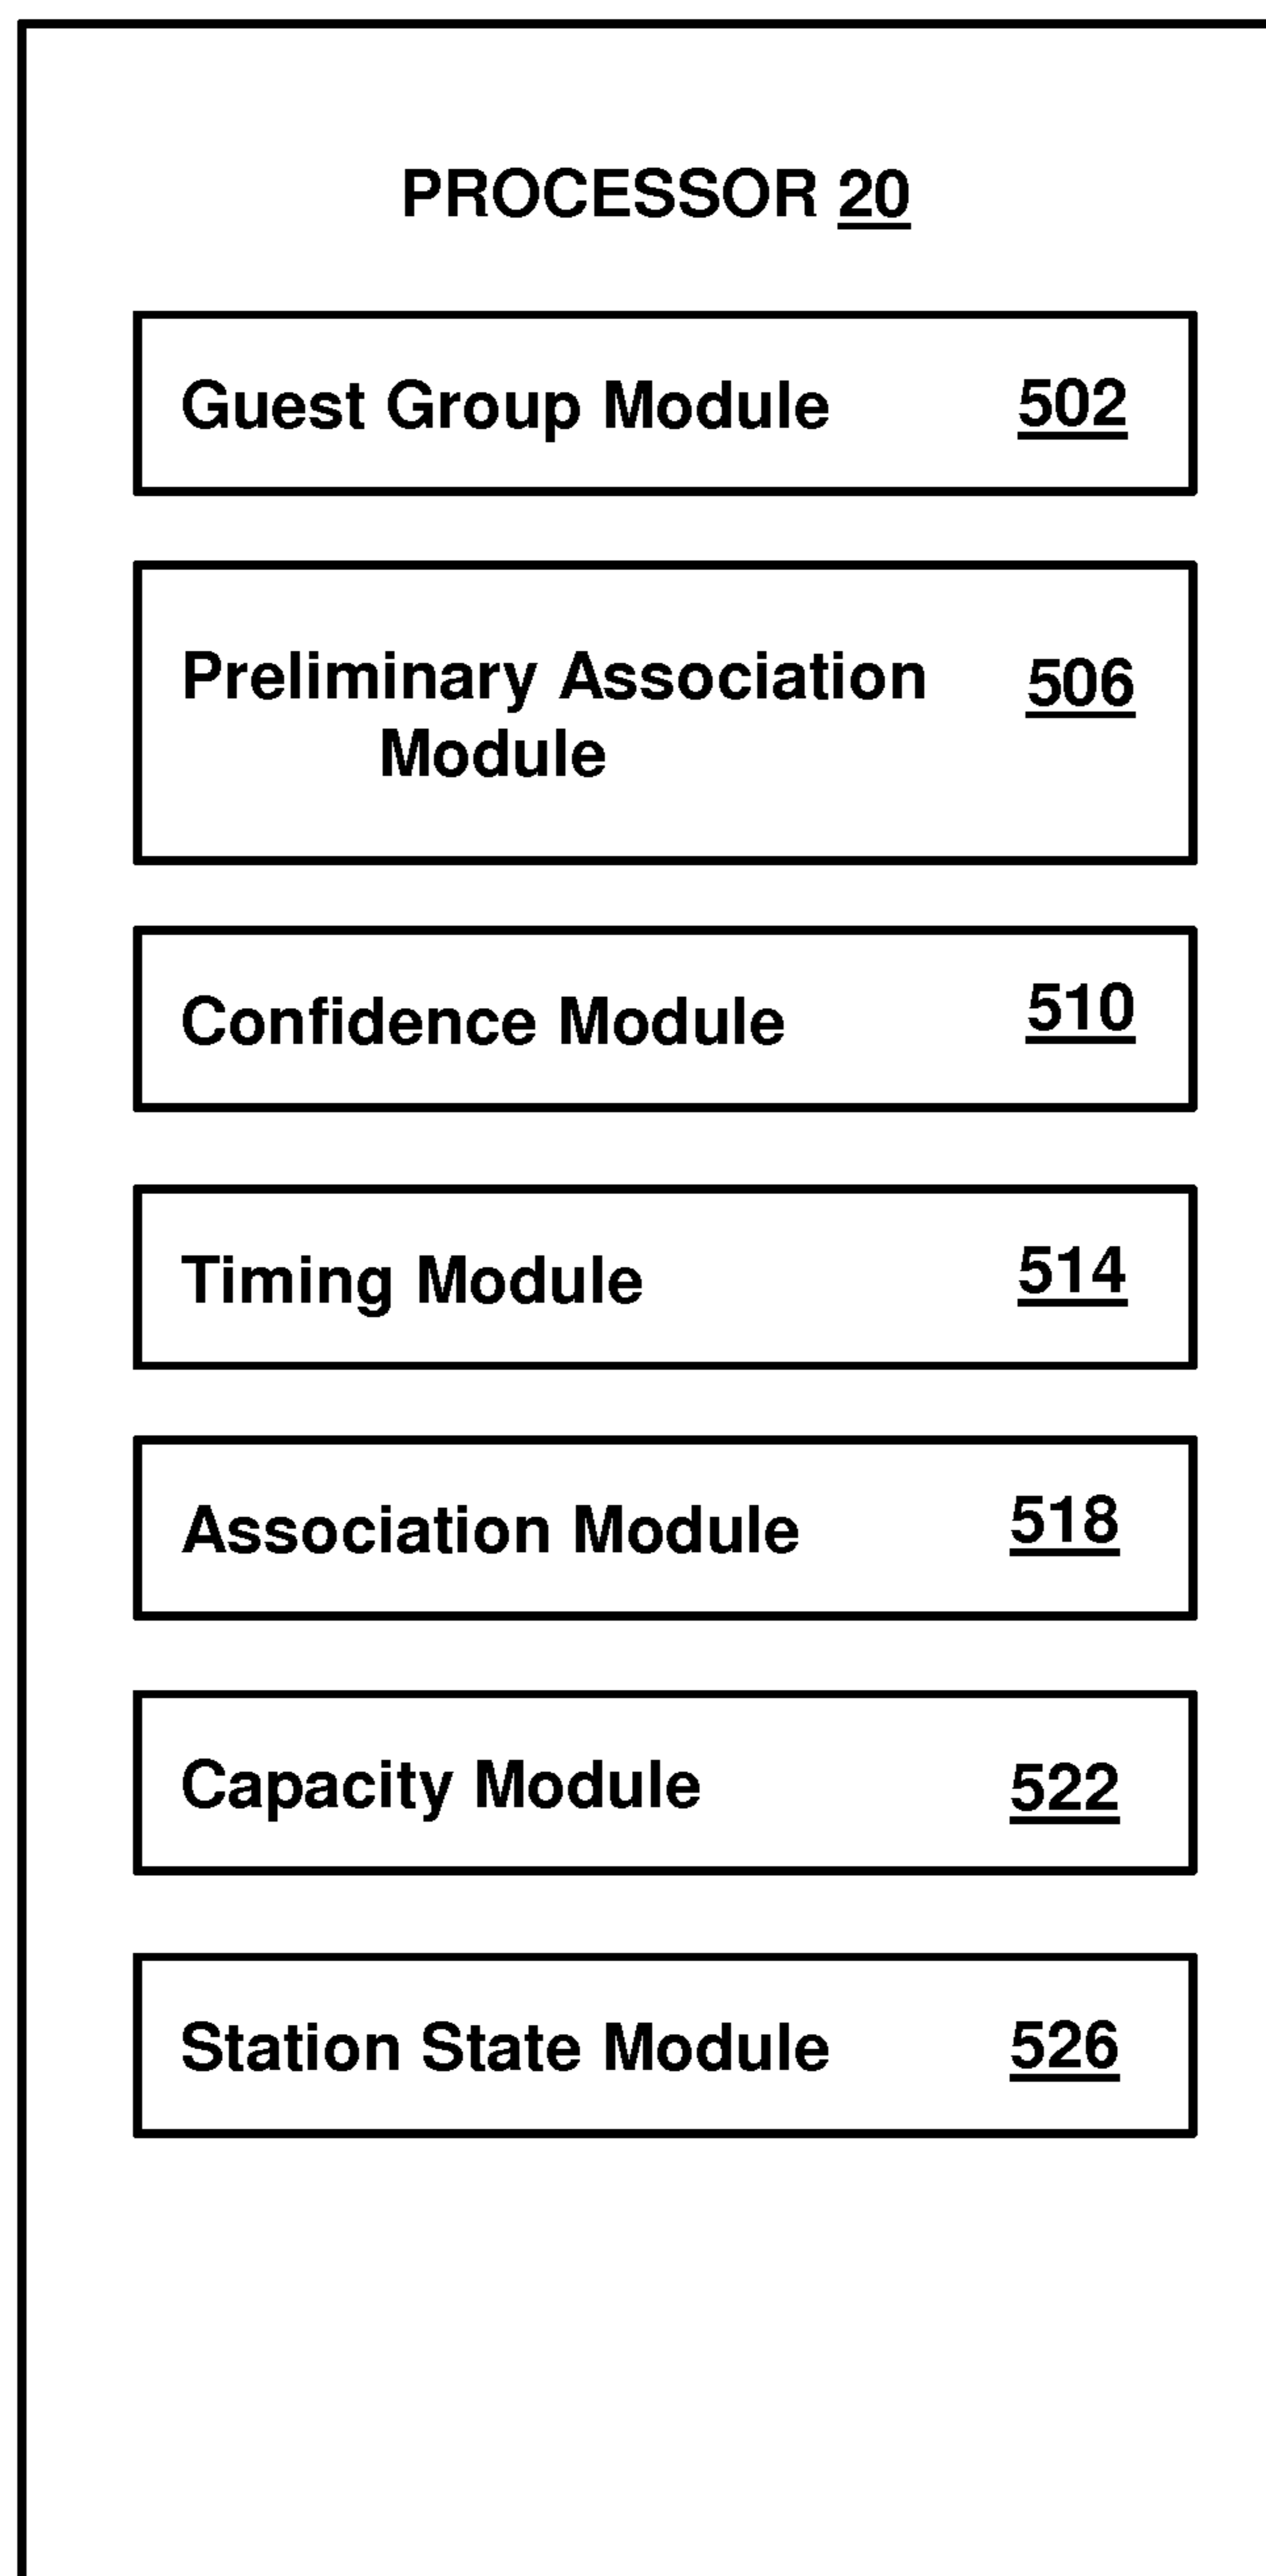 PROCESSOR 20
Guest Group Module 502
Preliminary Association 506
Module
Confidence Module 510
Timing Module 514
Association Module 518
Capacity Module 522
Station State Module 526